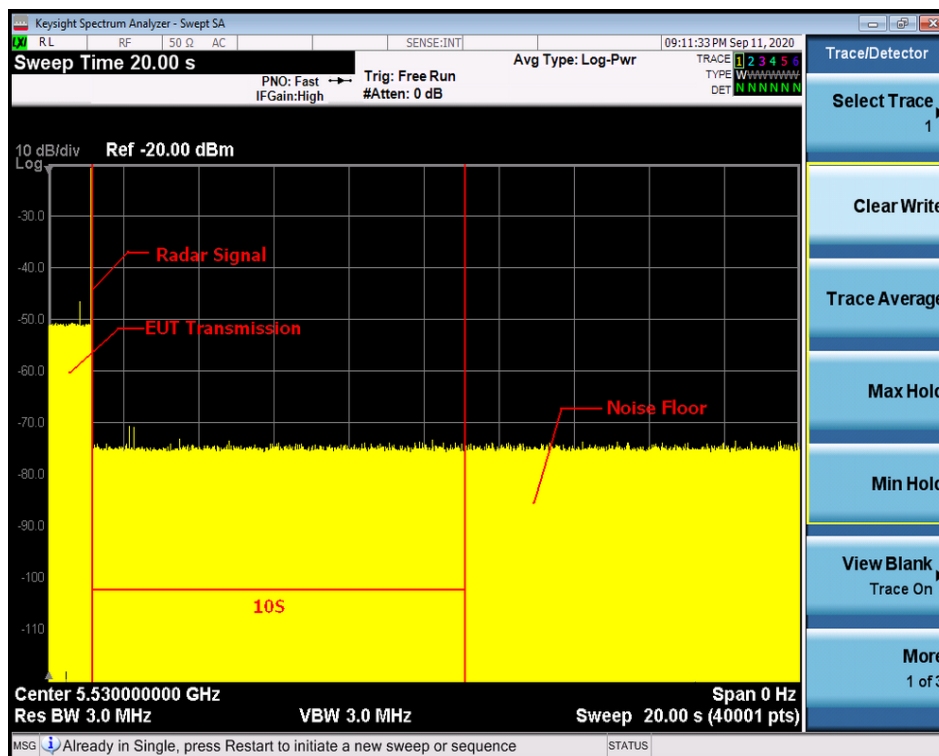 Keysight Spectrum Analyzer - Swept SA
LXI RL RF 50 Ω AC SENSE:INT 09:11:33 PM Sep 11, 2020
Sweep Time 20.00 s
PNO: Fast
IFGain:High
Trig: Free Run
#Atten: 0 dB
Avg Type: Log-Pwr
TRACE 1 2 3 4 5 6
TYPE WWWWWW
DET N N N N N N
10 dB/div Ref -20.00 dBm
Log
-30.0
-40.0
-50.0
-60.0
-70.0
-80.0
-90.0
-100
-110
Radar Signal
EUT Transmission
Noise Floor
10S
Center 5.530000000 GHz Span 0 Hz
Res BW 3.0 MHz VBW 3.0 MHz Sweep 20.00 s (40001 pts)
MSG Already in Single, press Restart to initiate a new sweep or sequence STATUS
Trace/Detector
Select Trace
1
Clear Write
Trace Average
Max Hold
Min Hold
View Blank
Trace On
More
1 of 3